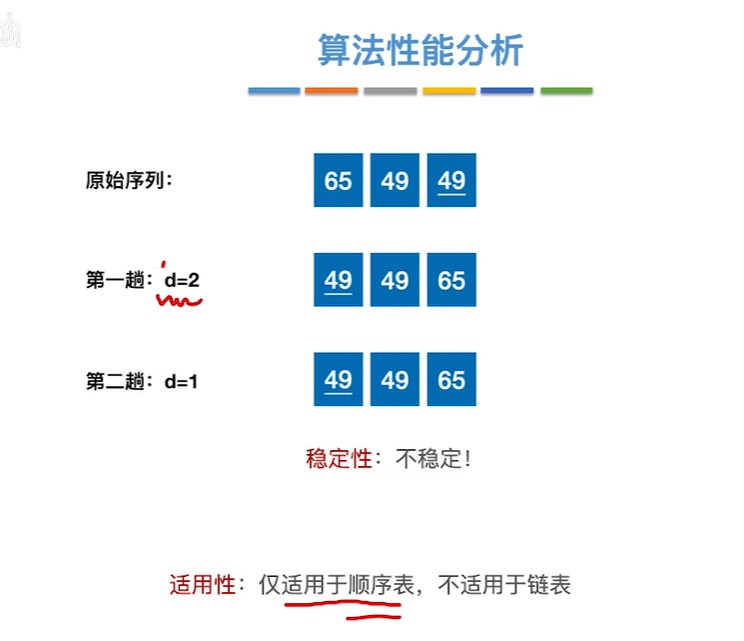 算法性能分析
原始序列： 65 49 49
第一趟：d=2 49 49 65
第二趟：d=1 49 49 65
稳定性：不稳定！
适用性：仅适用于顺序表，不适用于链表